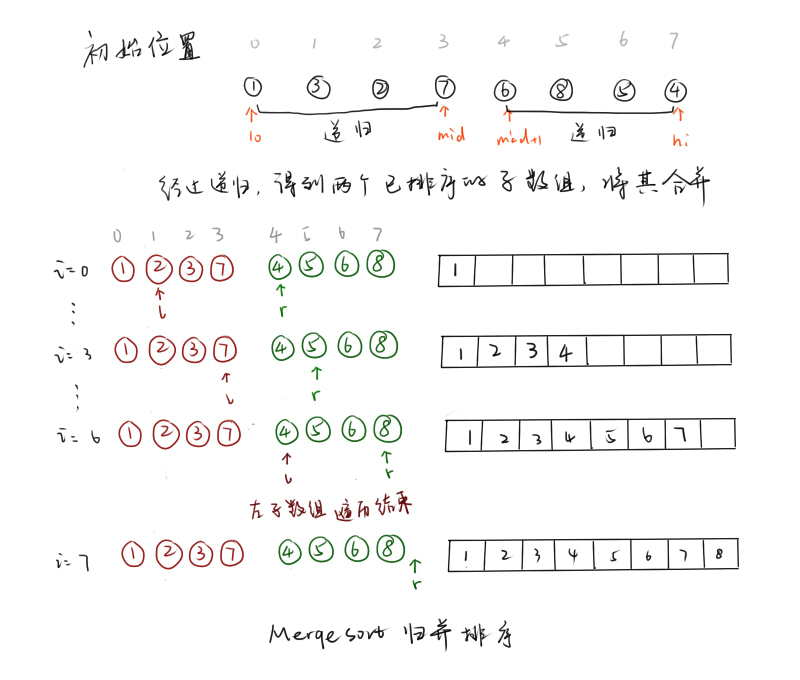 初始位置 0 1 2 3 4 5 6 7
1 3 2 7 6 8 5 4
lo 递归 mid mid+1 递归 hi
经过递归，得到两个已排序的子数组，将其合并
0 1 2 3 4 5 6 7
i=0 1 2 3 7 4 5 6 8 1
l r
⋮
i=3 1 2 3 7 4 5 6 8 1 2 3 4
l r
⋮
i=6 1 2 3 7 4 5 6 8 1 2 3 4 5 6 7
l r
左子数组遍历结束
i=7 1 2 3 7 4 5 6 8 1 2 3 4 5 6 7 8
r
Mergesort 归并排序